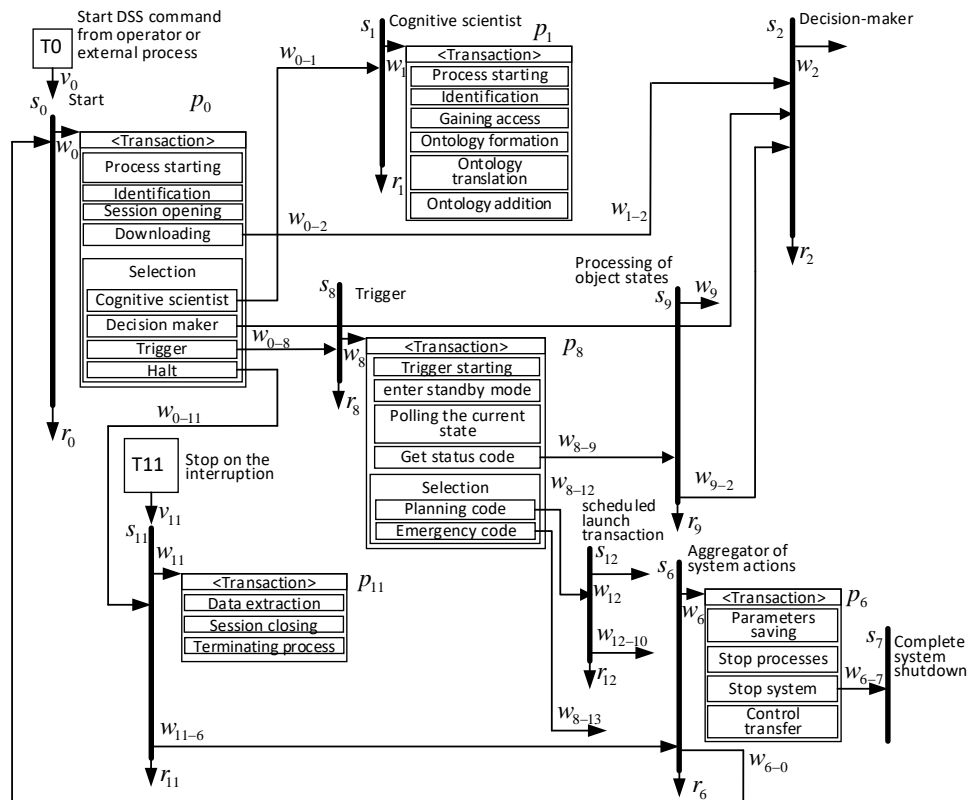 Start DSS command
from operator or
external process
T0
v0
s0
Start
p0
w0
<Transaction>
Process starting
Identification
Session opening
Downloading
Selection
Cognitive scientist
Decision maker
Trigger
Halt
r0
w0–1
w0–2
w0–8
w0–11
s1
Cognitive scientist
p1
w1
<Transaction>
Process starting
Identification
Gaining access
Ontology formation
Ontology
translation
Ontology addition
r1
w1–2
Decision-maker
s2
w2
r2
s8
Trigger
w8
p8
<Transaction>
Trigger starting
enter standby mode
Polling the current
state
Get status code
Selection
Planning code
Emergency code
r8
w8–9
w8–12
w8–13
Processing of
object states
s9
w9
w9–2
r9
T11
Stop on the
interruption
v11
s11
w11
p11
<Transaction>
Data extraction
Session closing
Terminating process
w11–6
r11
scheduled
launch
transaction
s12
w12
w12–10
r12
Aggregator of
system actions
s6
w6
p6
<Transaction>
Parameters
saving
Stop processes
Stop system
Control
transfer
w6–7
w6–0
r6
s7
Complete
system
shutdown